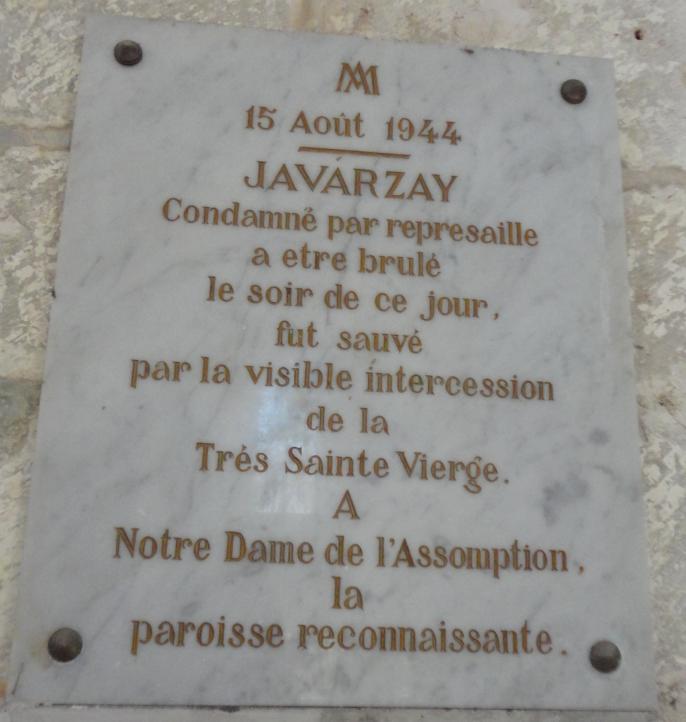 AM
15 Août 1944
JAVARZAY
Condamné par represaille
a etre brulé
le soir de ce jour,
fut sauvé
par la visible intercession
de la
Trés Sainte Vierge.
A
Notre Dame de l'Assomption,
la
paroisse reconnaissante.